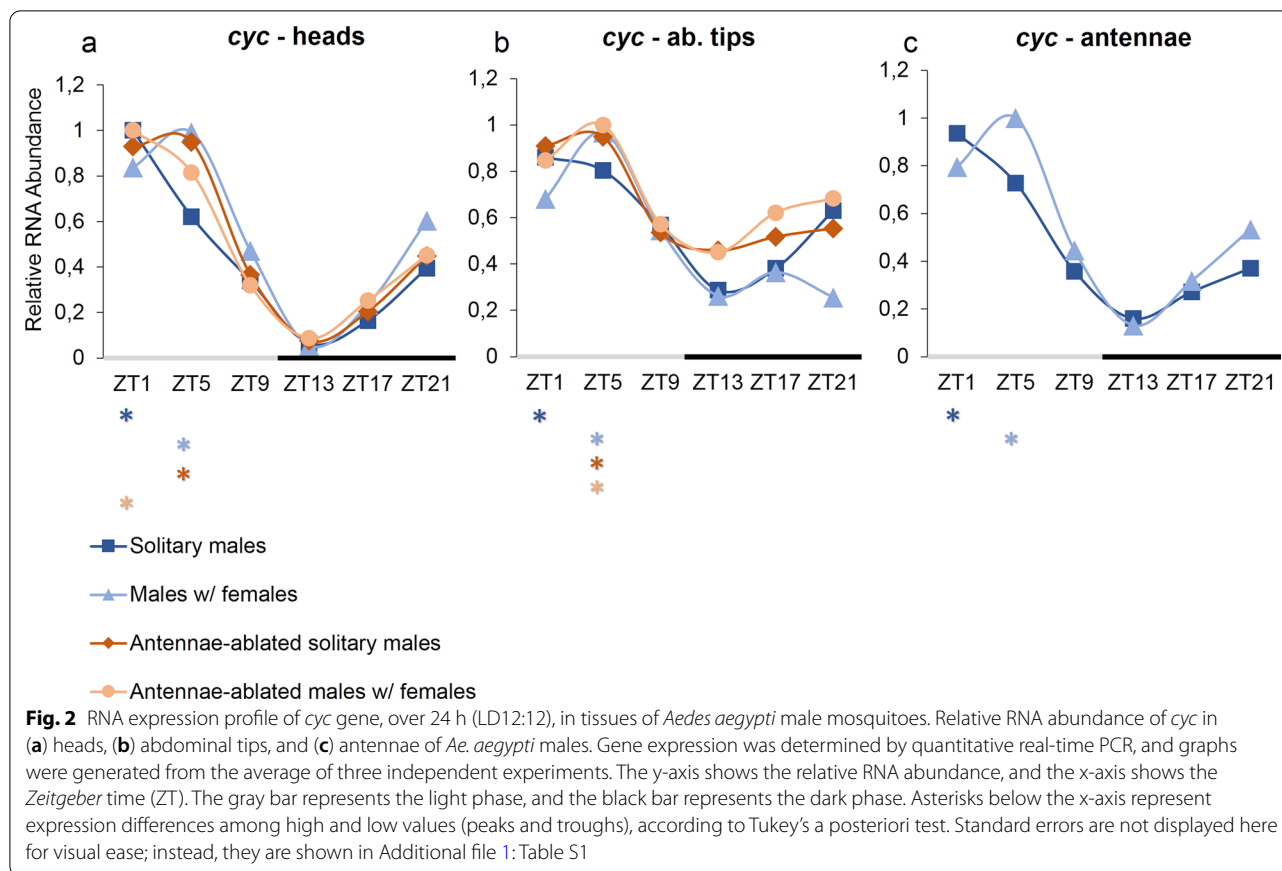 a
cyc - heads
b
cyc - ab. tips
c
cyc - antennae
Relative RNA Abundance
1,2
1
0,8
0,6
0,4
0,2
0
ZT1 ZT5 ZT9 ZT13 ZT17 ZT21
*
*
*
*
1,2
1
0,8
0,6
0,4
0,2
0
ZT1 ZT5 ZT9 ZT13 ZT17 ZT21
*
*
*
*
1,2
1
0,8
0,6
0,4
0,2
0
ZT1 ZT5 ZT9 ZT13 ZT17 ZT21
*
*
Solitary males
Males w/ females
Antennae-ablated solitary males
Antennae-ablated males w/ females
Fig. 2 RNA expression profile of cyc gene, over 24 h (LD12:12), in tissues of Aedes aegypti male mosquitoes. Relative RNA abundance of cyc in
(a) heads, (b) abdominal tips, and (c) antennae of Ae. aegypti males. Gene expression was determined by quantitative real-time PCR, and graphs
were generated from the average of three independent experiments. The y-axis shows the relative RNA abundance, and the x-axis shows the
Zeitgeber time (ZT). The gray bar represents the light phase, and the black bar represents the dark phase. Asterisks below the x-axis represent
expression differences among high and low values (peaks and troughs), according to Tukey's a posteriori test. Standard errors are not displayed here
for visual ease; instead, they are shown in Additional file 1: Table S1